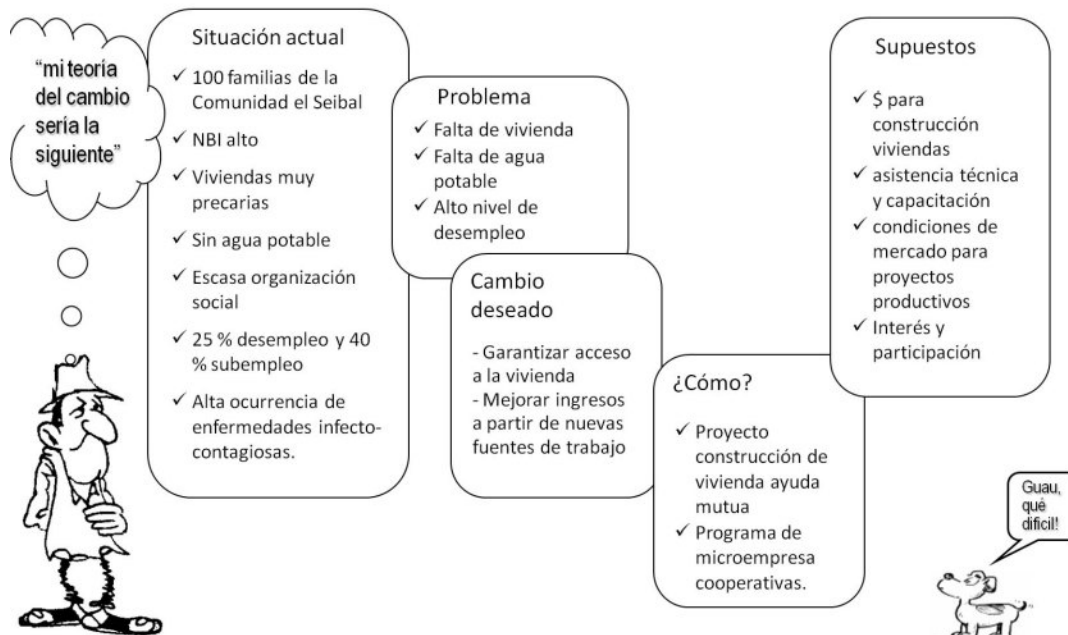 “mi teoría
del cambio
sería la
siguiente”
Situación actual
✓ 100 familias de la
Comunidad el Seibal
✓ NBI alto
✓ Viviendas muy
precarias
✓ Sin agua potable
✓ Escasa organización
social
✓ 25 % desempleo y 40
% subempleo
✓ Alta ocurrencia de
enfermedades infecto-
contagiosas.
Problema
✓ Falta de vivienda
✓ Falta de agua
potable
✓ Alto nivel de
desempleo
Cambio
deseado
- Garantizar acceso
a la vivienda
- Mejorar ingresos
a partir de nuevas
fuentes de trabajo
¿Cómo?
✓ Proyecto
construcción de
vivienda ayuda
mutua
✓ Programa de
microempresa
cooperativas.
Supuestos
✓ $ para
construcción
viviendas
✓ asistencia técnica
y capacitación
✓ condiciones de
mercado para
proyectos
productivos
✓ Interés y
participación
Guau,
qué
dificil!